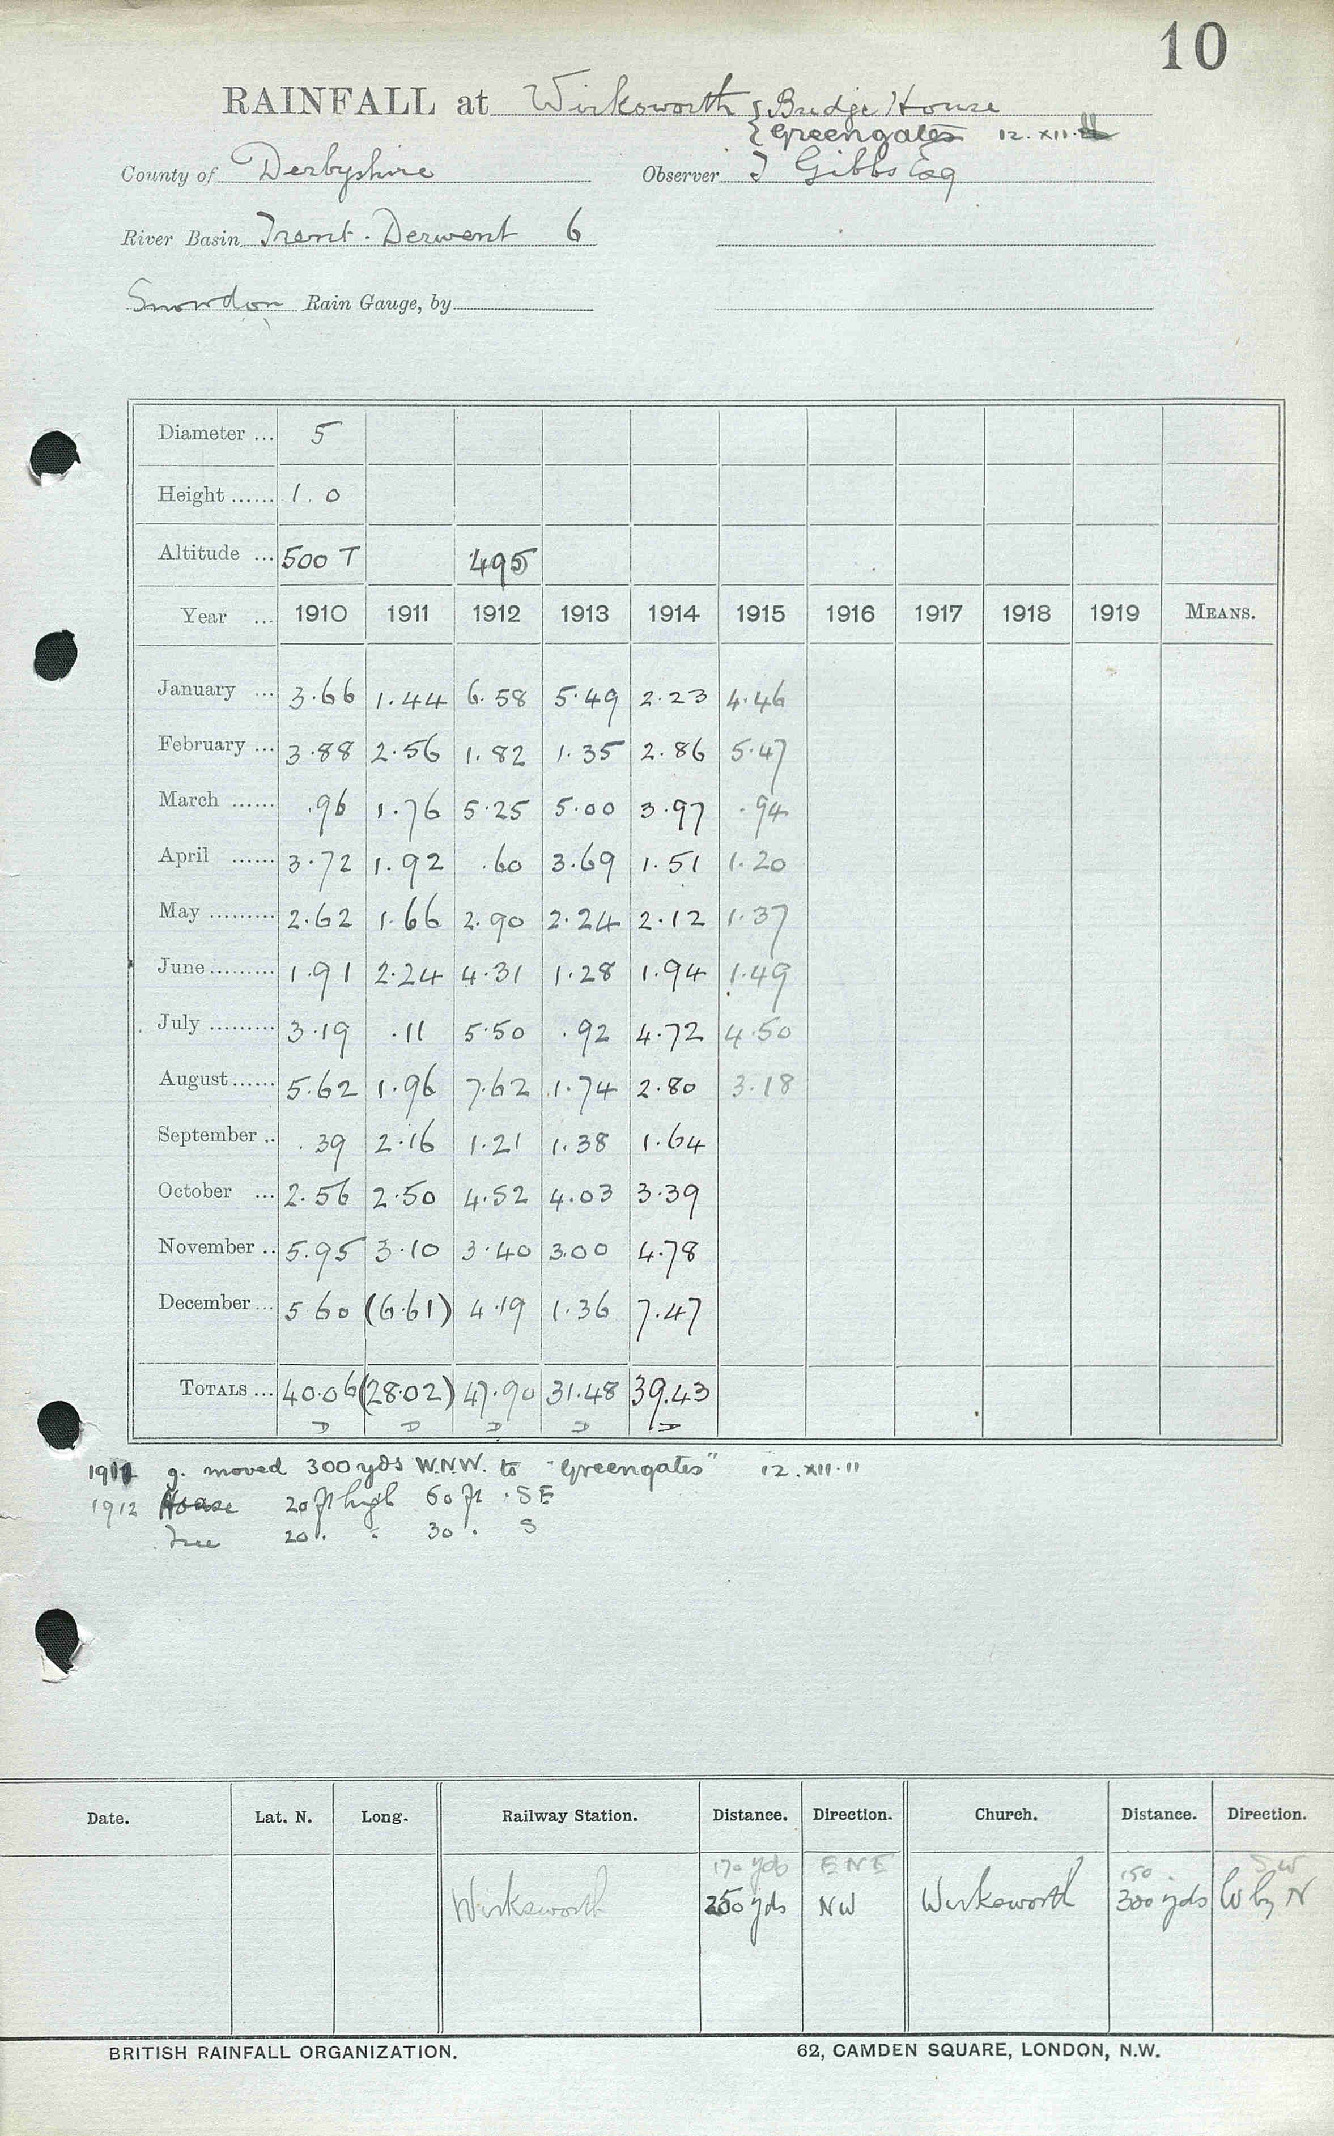 10
RAINFALL at Wirksworth { Bridge House
{ Greengates 12.XII.11
County of Derbyshire Observer T Gibbs Esq
River Basin Trent. Derwent 6
Snowdon Rain Gauge, by
Diameter ... 5
Height ...... 1.0
Altitude ... 500 T 495
Year ... 1910 1911 1912 1913 1914 1915 1916 1917 1918 1919 MEANS.
January ... 3.66 1.44 6.58 5.49 2.23 4.46
February ... 3.88 2.56 1.82 1.35 2.86 5.47
March ...... .96 1.76 5.25 5.00 3.97 .94
April ...... 3.72 1.92 .60 3.69 1.51 1.20
May ......... 2.62 1.66 2.90 2.24 2.12 1.37
June ......... 1.91 2.24 4.31 1.28 1.94 1.49
July ......... 3.19 .11 5.50 .92 4.72 4.50
August ...... 5.62 1.96 7.62 1.74 2.80 3.18
September .. .39 2.16 1.21 1.38 1.64
October ... 2.56 2.50 4.52 4.03 3.39
November .. 5.95 3.10 3.40 3.00 4.78
December ... 5 60 (6.61) 4.19 1.36 7.47
TOTALS ... 40.06 (28.02) 47.90 31.48 39.43
D D D D D
1911 g. moved 300 yds W.N.W. to "Greengates" 12.XII.11
1912 House 20 ft high 60 ft . SE
Tree 20 . " 30 . S
Date. Lat. N. Long. Railway Station. Distance. Direction. Church. Distance. Direction.
170 yds ENE 150 SW
Wirksworth 250 yds NW Wirksworth 300 yds W by N
BRITISH RAINFALL ORGANIZATION. 62, CAMDEN SQUARE, LONDON, N.W.